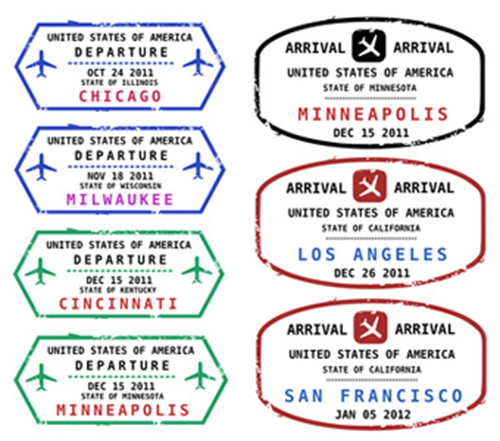 UNITED STATES OF AMERICA
DEPARTURE
OCT 24 2011
STATE OF ILLINOIS
CHICAGO
UNITED STATES OF AMERICA
DEPARTURE
NOV 18 2011
STATE OF WISCONSIN
MILWAUKEE
UNITED STATES OF AMERICA
DEPARTURE
DEC 15 2011
STATE OF KENTUCKY
CINCINNATI
UNITED STATES OF AMERICA
DEPARTURE
DEC 15 2011
STATE OF MINNESOTA
MINNEAPOLIS
ARRIVAL ARRIVAL
UNITED STATES OF AMERICA
STATE OF MINNESOTA
MINNEAPOLIS
DEC 15 2011
ARRIVAL ARRIVAL
UNITED STATES OF AMERICA
STATE OF CALIFORNIA
LOS ANGELES
DEC 26 2011
ARRIVAL ARRIVAL
UNITED STATES OF AMERICA
STATE OF CALIFORNIA
SAN FRANCISCO
JAN 05 2012